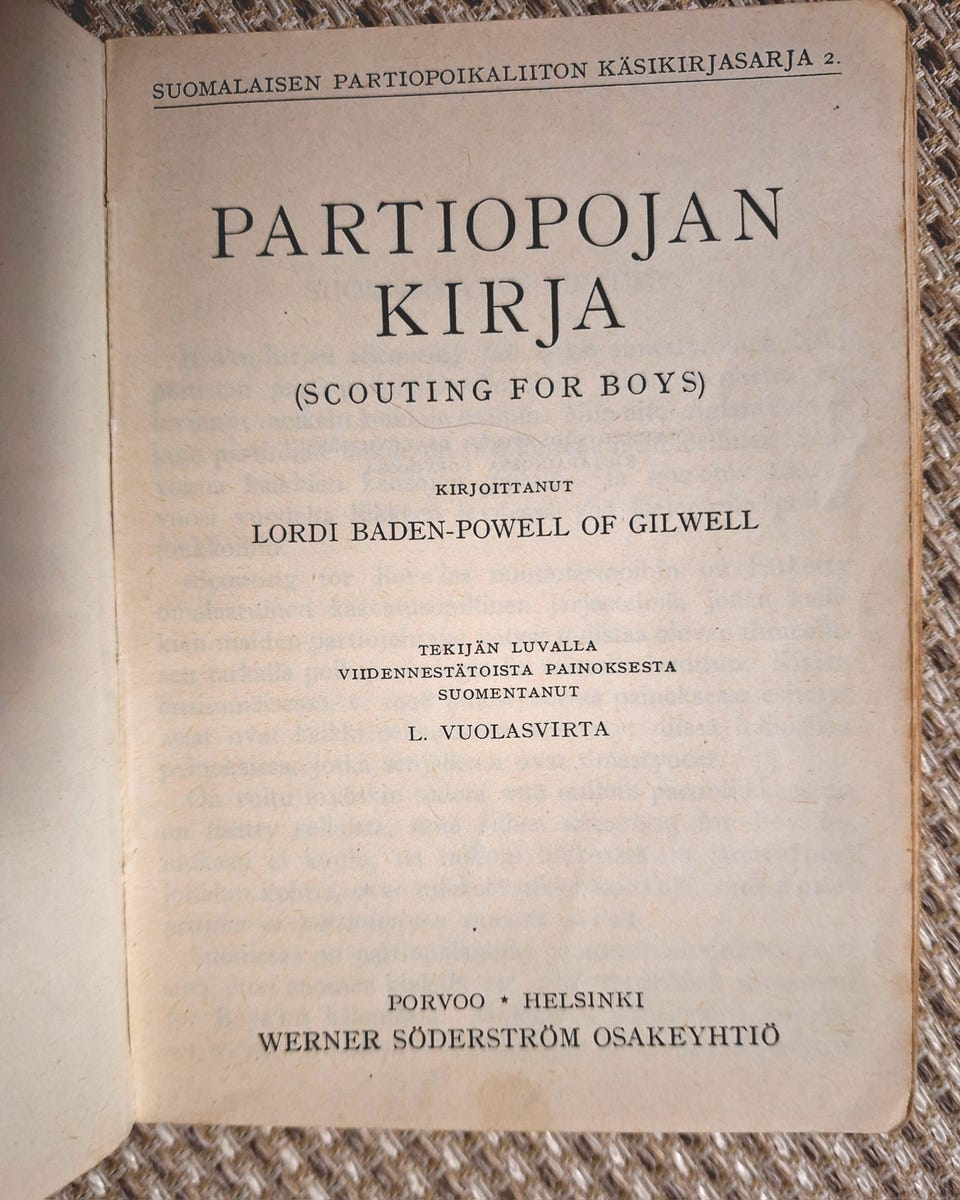 SUOMALAISEN PARTIOPOIKALIITON KÄSIKIRJASARJA 2.
PARTIOPOJAN
KIRJA
(SCOUTING FOR BOYS)
KIRJOITTANUT
LORDI BADEN-POWELL OF GILWELL
TEKIJÄN LUVALLA
VIIDENNESTÄTOISTA PAINOKSESTA
SUOMENTANUT
L. VUOLASVIRTA
PORVOO ⋆ HELSINKI
WERNER SÖDERSTRÖM OSAKEYHTIÖ